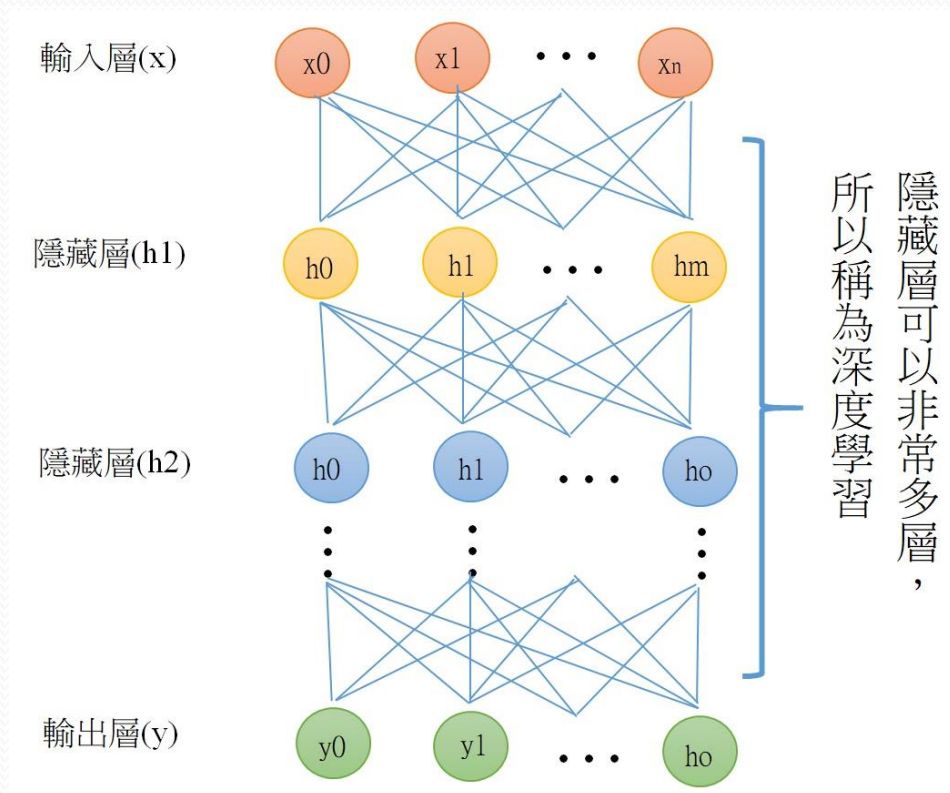 輸入層(x)
x0 x1 ••• xn
隱藏層(h1)
h0 h1 ••• hm
隱藏層(h2)
h0 h1 ••• ho
輸出層(y)
y0 y1 ••• ho
隱藏層可以非常多層，
所以稱為深度學習